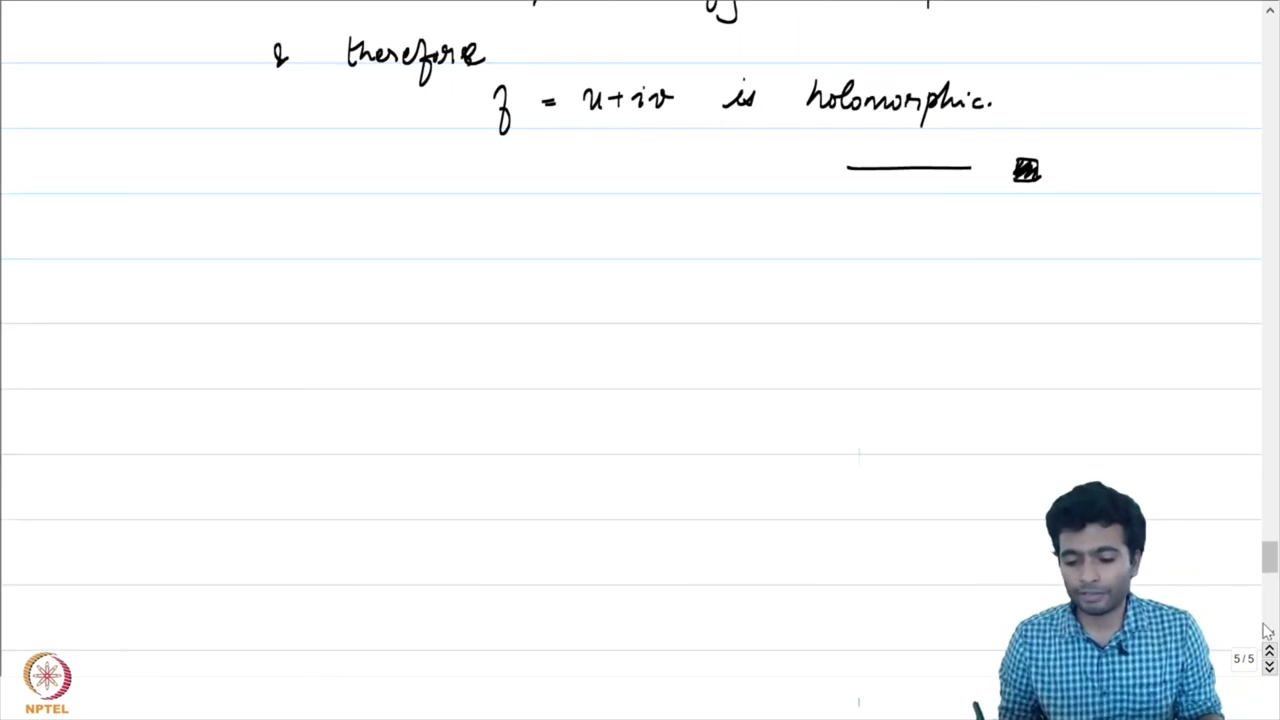 & therefore
f = u+iv is holomorphic.
5/5
NPTEL